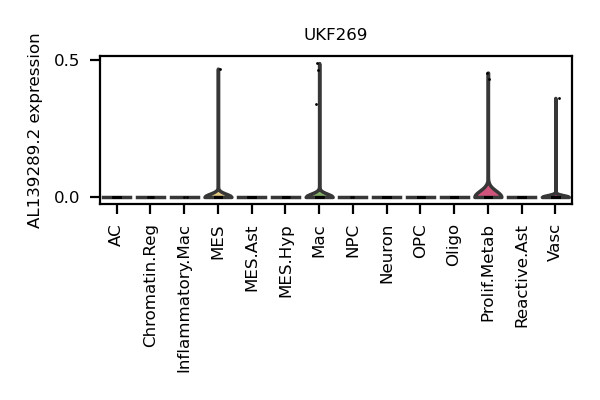 UKF269
AL139289.2 expression
0.5
0.0
AC
Chromatin.Reg
Inflammatory.Mac
MES
MES.Ast
MES.Hyp
Mac
NPC
Neuron
OPC
Oligo
Prolif.Metab
Reactive.Ast
Vasc